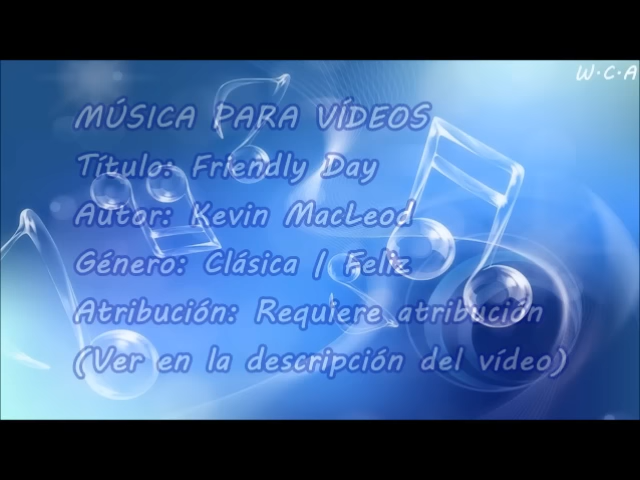 W·C·A
MÚSICA PARA VÍDEOS
Título: Friendly Day
Autor: Kevin MacLeod
Género: Clásica | Feliz
Atribución: Requiere atribución
(Ver en la descripción del vídeo)